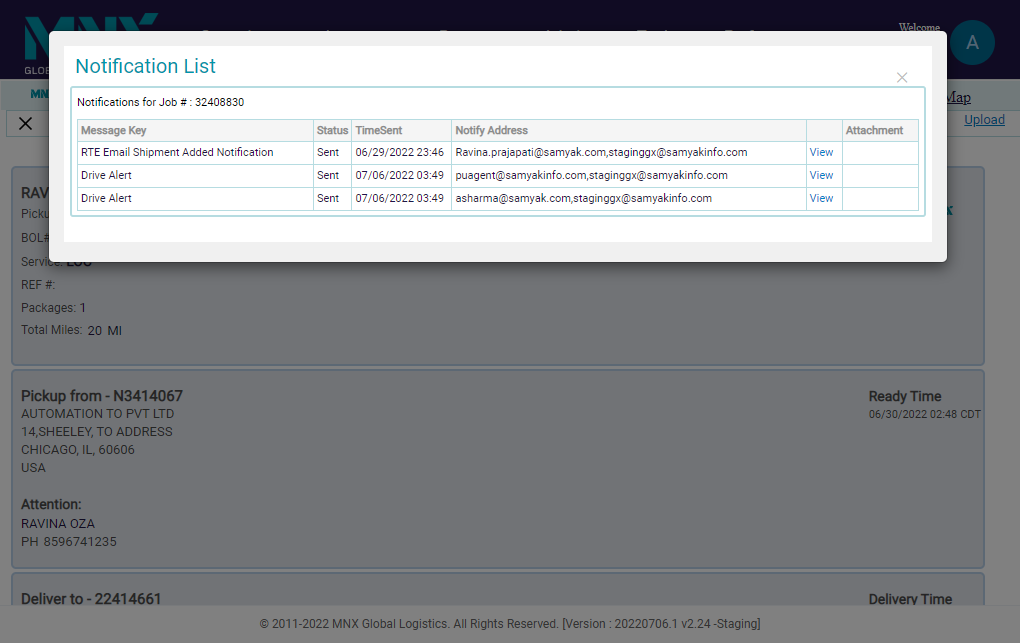 MNX
GLOB
Welcome
A
Notification List
×
MN
Map
Notifications for Job # : 32408830
Upload
Message Key Status TimeSent Notify Address Attachment
RTE Email Shipment Added Notification Sent 06/29/2022 23:46 Ravina.prajapati@samyak.com,staginggx@samyakinfo.com View
Drive Alert Sent 07/06/2022 03:49 puagent@samyakinfo.com,staginggx@samyakinfo.com View
Drive Alert Sent 07/06/2022 03:49 asharma@samyak.com,staginggx@samyakinfo.com View
RAV
Picku
BOL#
Service: LOC
REF #:
Packages: 1
Total Miles: 20 MI
Pickup from - N3414067 Ready Time
AUTOMATION TO PVT LTD 06/30/2022 02:48 CDT
14,SHEELEY, TO ADDRESS
CHICAGO, IL, 60606
USA
Attention:
RAVINA OZA
PH 8596741235
Deliver to - 22414661 Delivery Time
© 2011-2022 MNX Global Logistics. All Rights Reserved. [Version : 20220706.1 v2.24 -Staging]